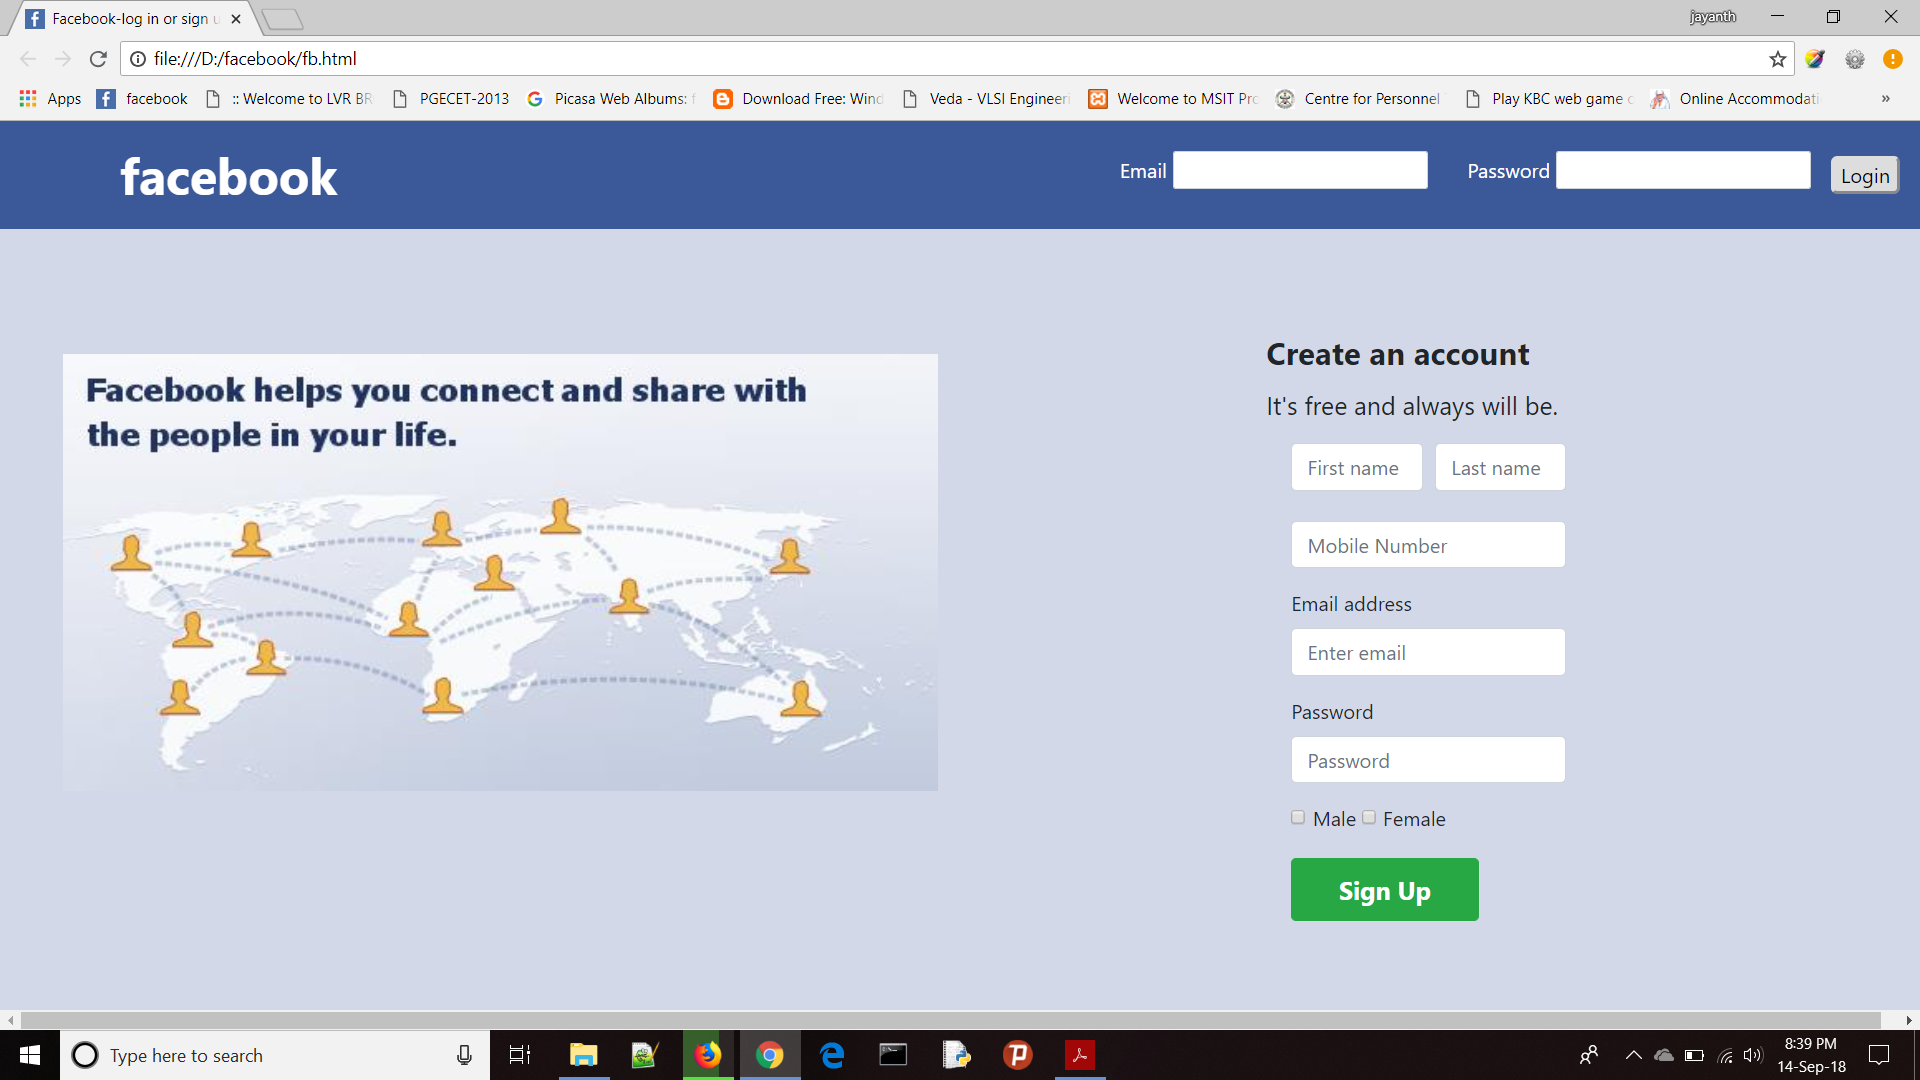 Facebook-log in or sign u
jayanth
file:///D:/facebook/fb.html
Apps
facebook
:: Welcome to LVR BR
PGECET-2013
Picasa Web Albums: f
Download Free: Wind
Veda - VLSI Engineeri
Welcome to MSIT Pro
Centre for Personnel
Play KBC web game o
Online Accommodati
»
facebook
Email
Password
Login
Facebook helps you connect and share with
the people in your life.
Create an account
It's free and always will be.
First name
Last name
Mobile Number
Email address
Enter email
Password
Password
Male
Female
Sign Up
Type here to search
8:39 PM
14-Sep-18